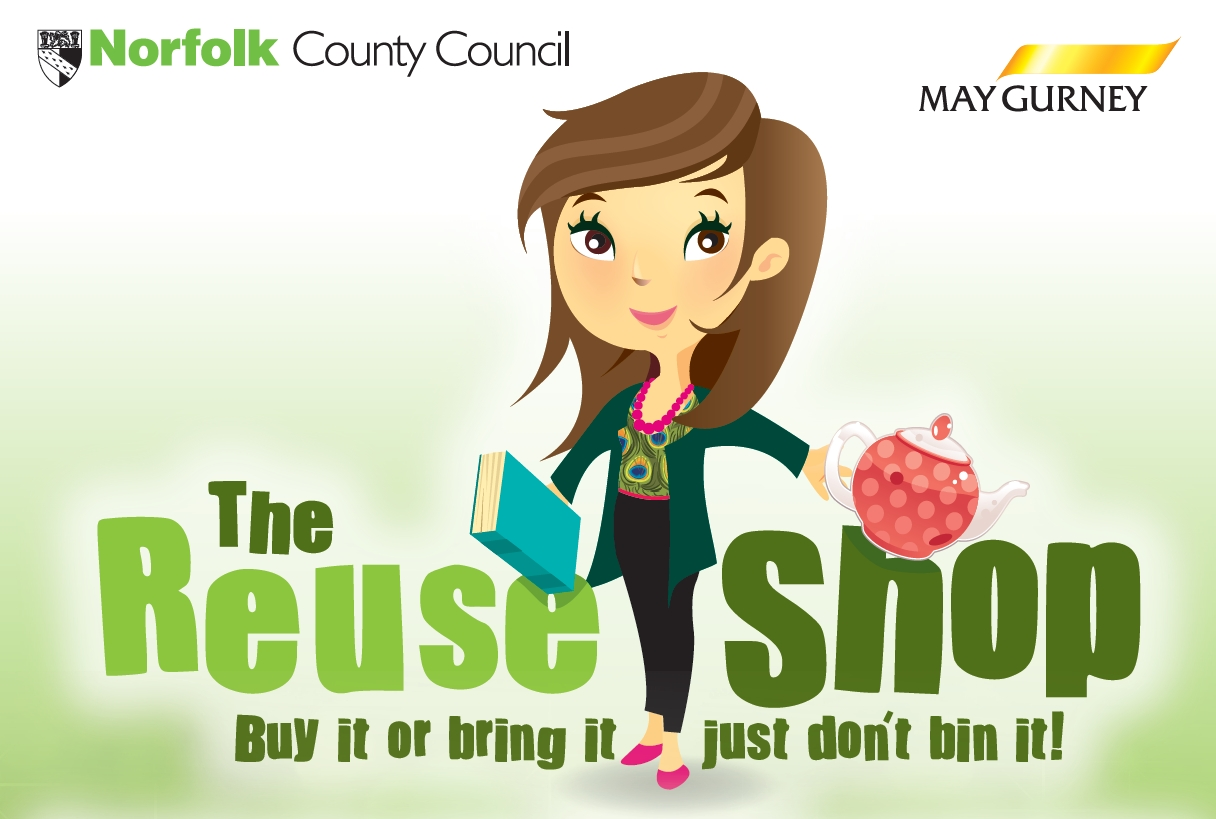 Norfolk County Council
MAY GURNEY
The
Reuse Shop
Buy it or bring it just don't bin it!